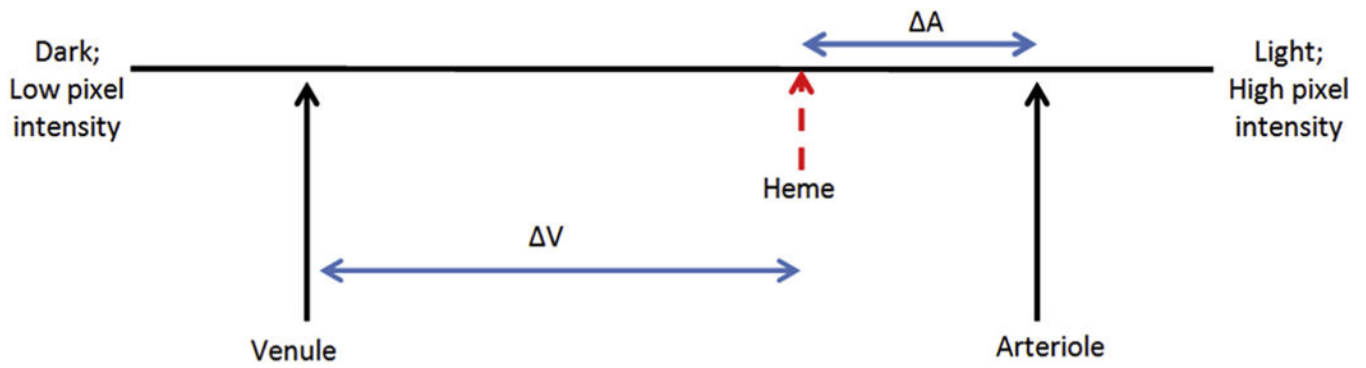 ΔA
Dark;
Low pixel
intensity
Light;
High pixel
intensity
Heme
ΔV
Venule
Arteriole